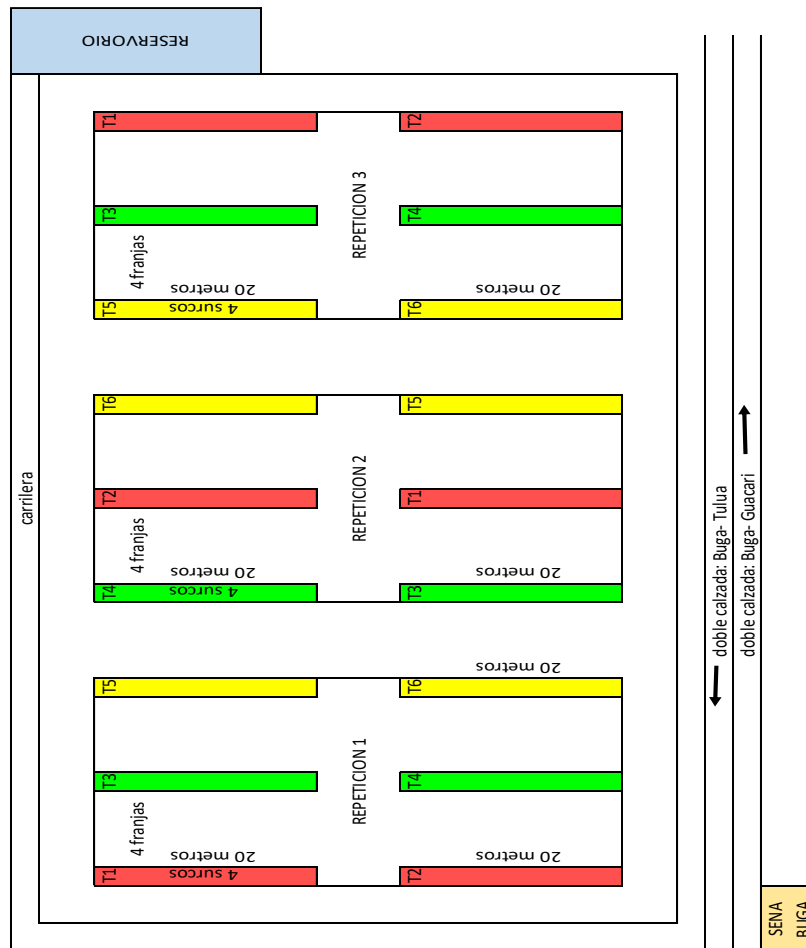 RESERVORIO
carrilera
T1
T2
REPETICION 3
T3
T4
4 franjas
20 metros
20 metros
T5
4 surcos
T6
T6
T5
REPETICION 2
T2
T1
4 franjas
20 metros
20 metros
T4
4 surcos
T3
20 metros
T5
T6
REPETICION 1
T3
T4
4 franjas
20 metros
20 metros
T1
4 surcos
T2
doble calzada: Buga- Tulua
doble calzada: Buga- Guacari
SENA
BUGA